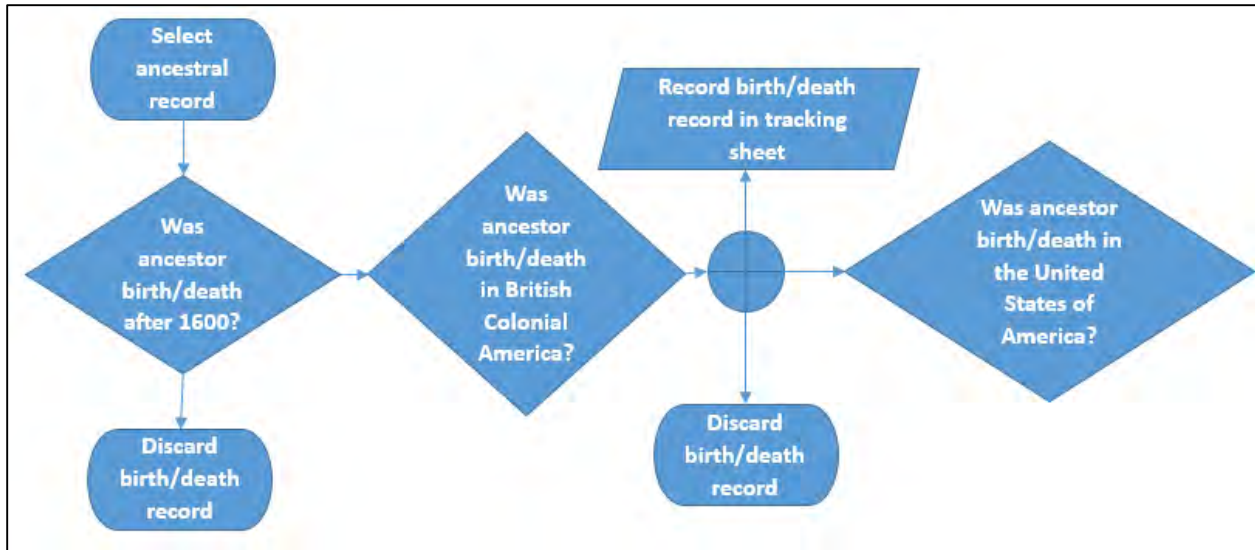 Select
ancestral
record
Was
ancestor
birth/death
after 1600?
Discard
birth/death
record
Was
ancestor
birth/death
in British
Colonial
America?
Record birth/death
record in tracking
sheet
Discard
birth/death
record
Was ancestor
birth/death in
the United
States of
America?